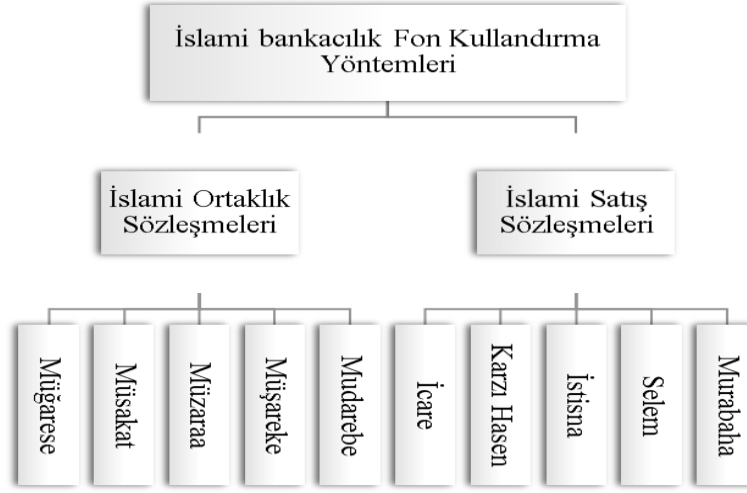 İslami bankacılık Fon Kullandırma
Yöntemleri
İslami Ortaklık
Sözleşmeleri
İslami Satış
Sözleşmeleri
Müğarese
Müsakat
Müzaraa
Müşareke
Mudarebe
İcare
Karzı Hasen
İstisna
Selem
Murabaha